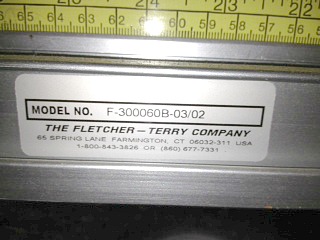 MODEL NO. F-300060B-03/02
THE FLETCHER – TERRY COMPANY
65 SPRING LANE FARMINGTON, CT 06032-311 USA
1-800-843-3826 OR (860) 677-7331